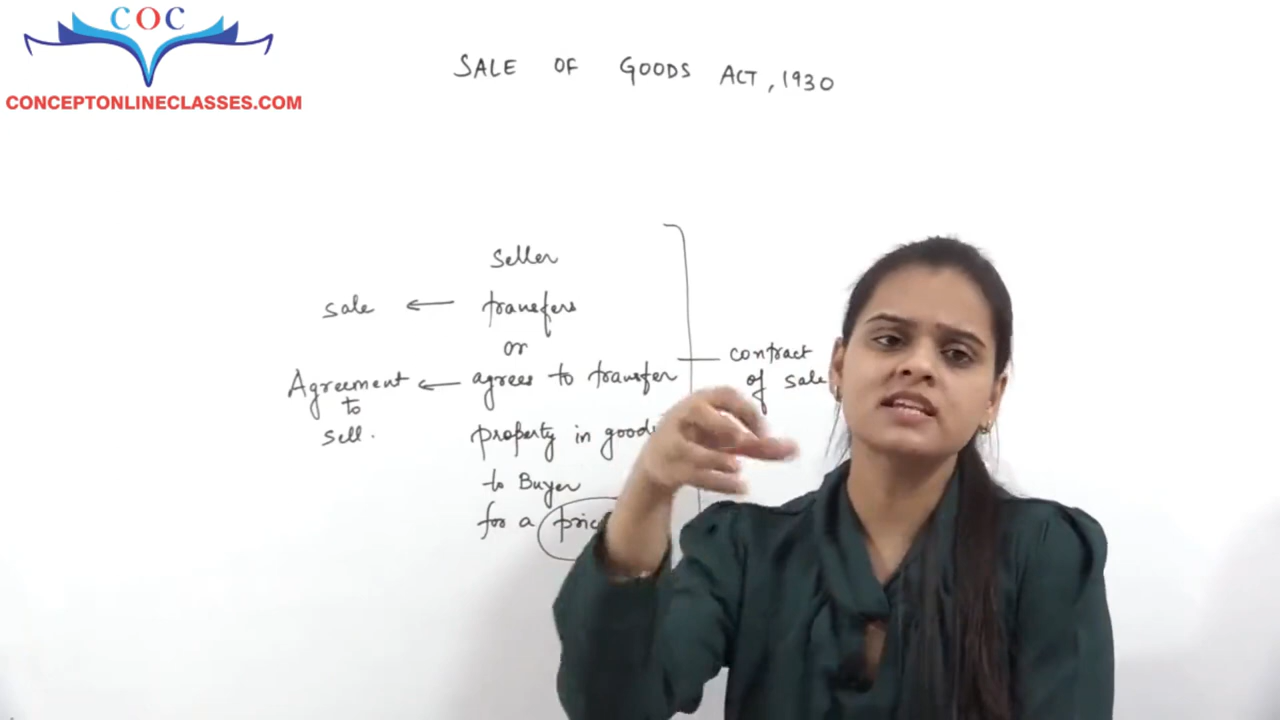 COC
CONCEPTONLINECLASSES.COM
SALE OF GOODS ACT, 1930
Seller
sale ← transfers
or
Agreement to sell. ← agrees to transfer
property in goods
to Buyer
for a price
contract
of sale